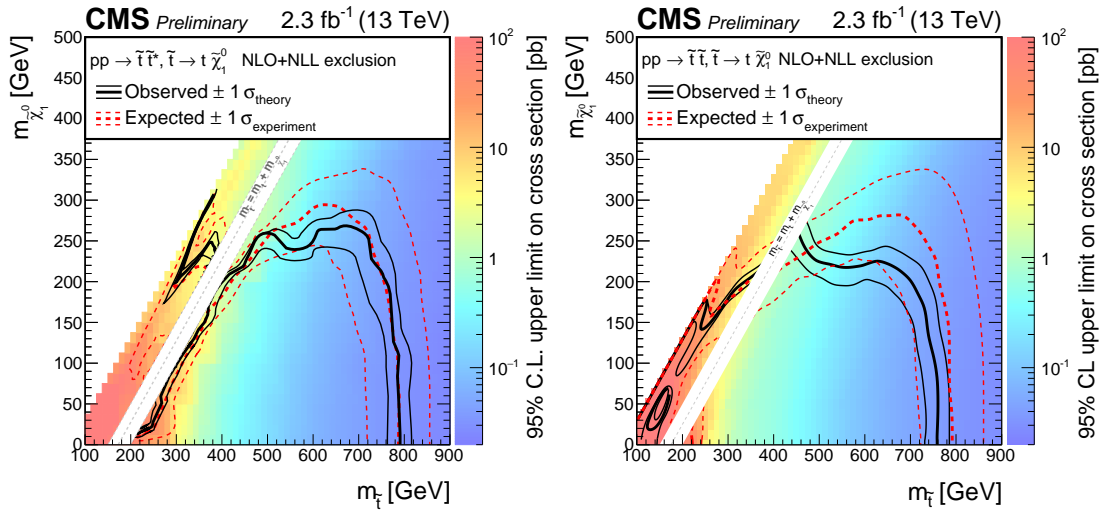 CMS Preliminary 2.3 fb⁻¹ (13 TeV)
pp → t̃ t̃*, t̃ → t χ̃⁰₁ NLO+NLL exclusion
Observed ± 1 σ_theory
Expected ± 1 σ_experiment
m_t̃ = m_t + m_χ̃⁰₁
m_χ̃⁰₁ [GeV]
500
450
400
350
300
250
200
150
100
50
0
100 200 300 400 500 600 700 800 900
m_t̃ [GeV]
10²
10
1
10⁻¹
95% C.L. upper limit on cross section [pb]
CMS Preliminary 2.3 fb⁻¹ (13 TeV)
pp → t̃ t̃, t̃ → t χ̃⁰₁ NLO+NLL exclusion
Observed ± 1 σ_theory
Expected ± 1 σ_experiment
m_t̃ = m_t + m_χ̃⁰₁
m_χ̃⁰₁ [GeV]
500
450
400
350
300
250
200
150
100
50
0
100 200 300 400 500 600 700 800 900
m_t̃ [GeV]
10²
10
1
10⁻¹
95% CL upper limit on cross section [pb]